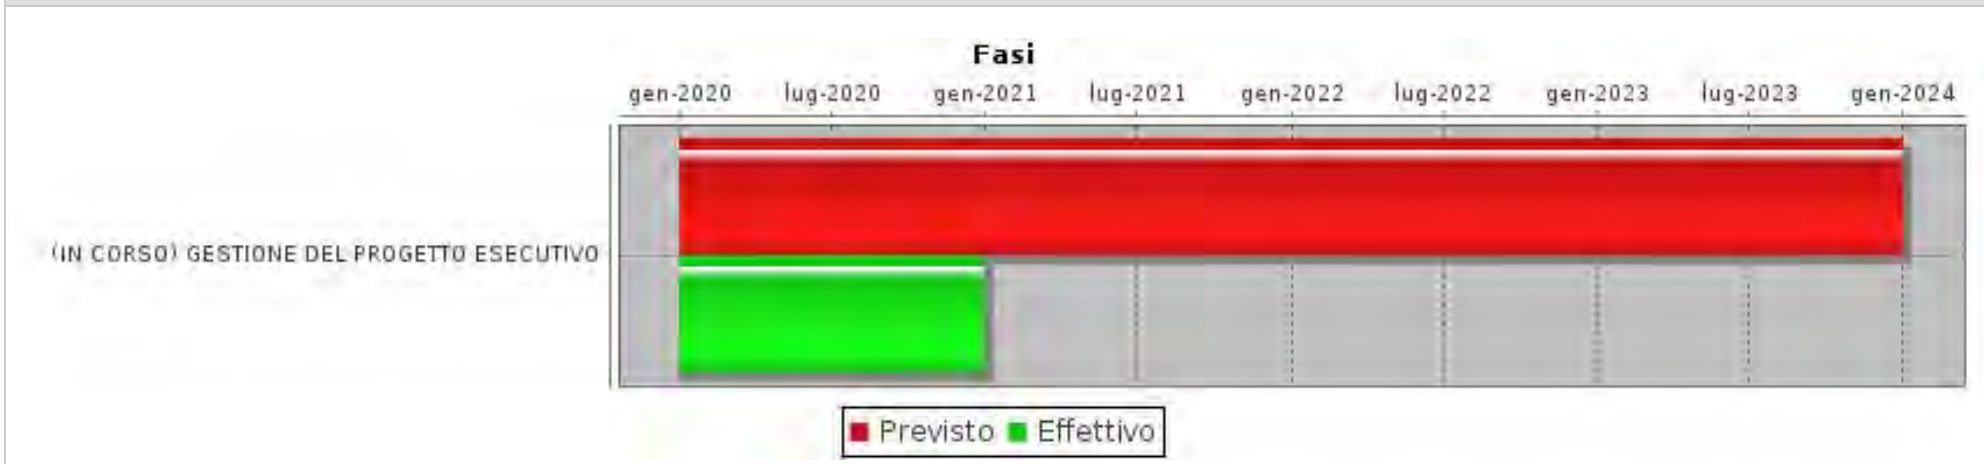 Fasi
gen-2020 lug-2020 gen-2021 lug-2021 gen-2022 lug-2022 gen-2023 lug-2023 gen-2024
(IN CORSO) GESTIONE DEL PROGETTO ESECUTIVO
Previsto Effettivo